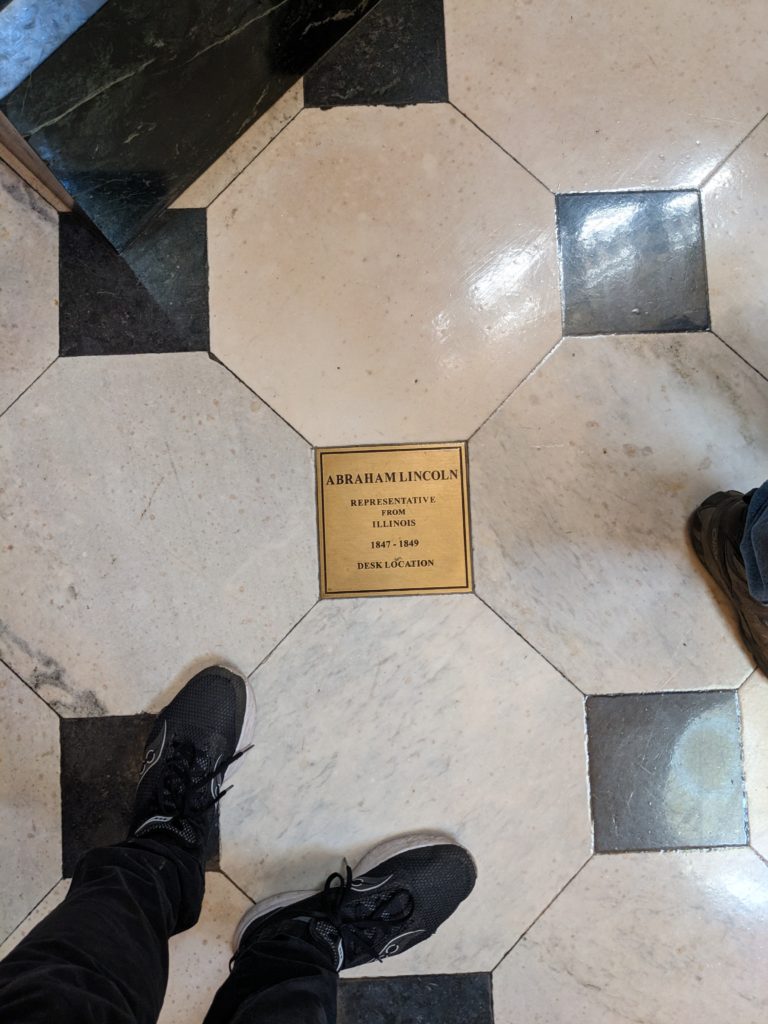 ABRAHAM LINCOLN
REPRESENTATIVE
FROM
ILLINOIS
1847 - 1849
DESK LOCATION